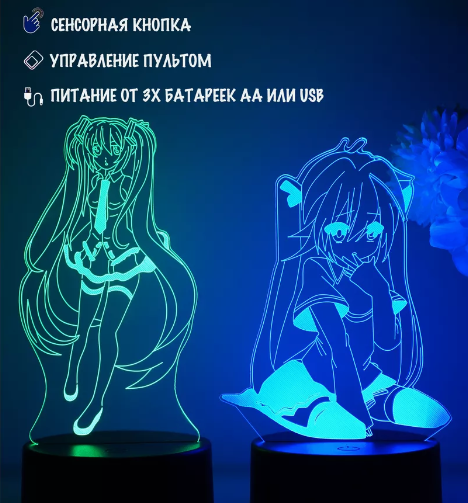 СЕНСОРНАЯ КНОПКА
УПРАВЛЕНИЕ ПУЛЬТОМ
ПИТАНИЕ ОТ 3Х БАТАРЕЕК АА ИЛИ USB